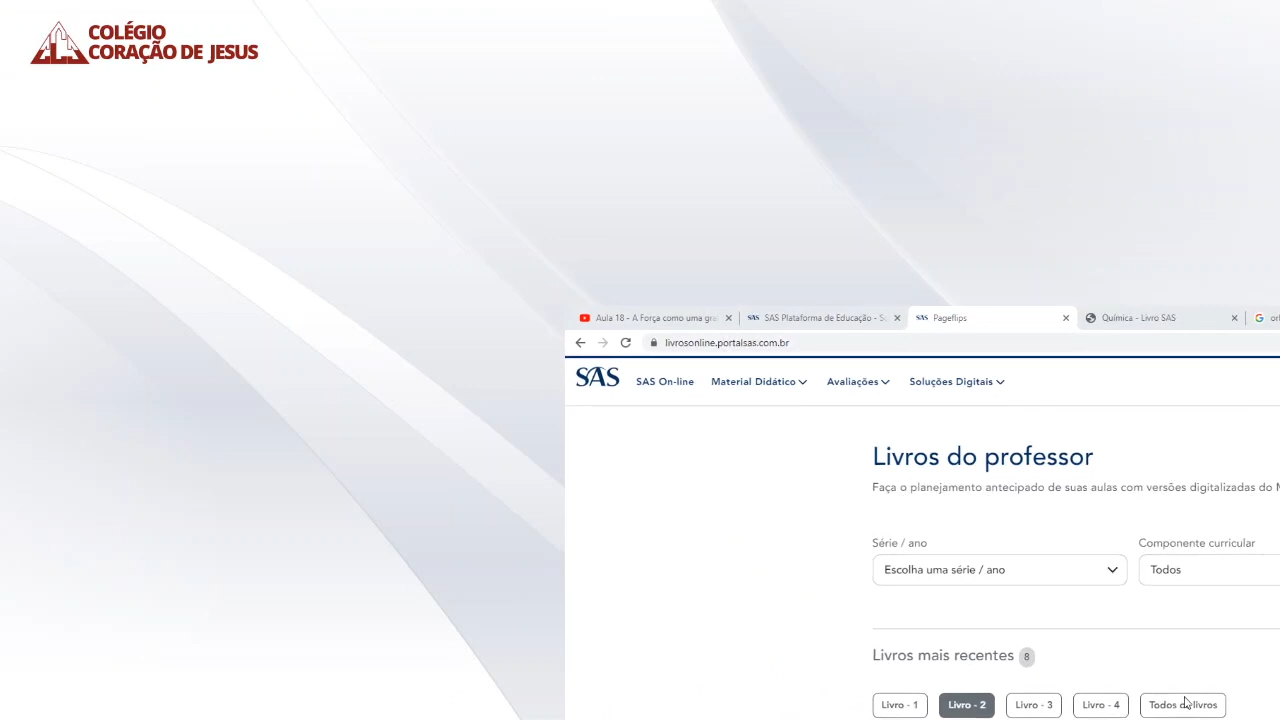 COLÉGIO
CORAÇÃO DE JESUS
Aula 18 - A Força como uma gra
SAS Plataforma de Educação - S
Pageflips
Química - Livro SAS
livrosonline.portalsas.com.br
SAS
SAS On-line
Material Didático
Avaliações
Soluções Digitais
Livros do professor
Faça o planejamento antecipado de suas aulas com versões digitalizadas do
Série / ano
Componente curricular
Escolha uma série / ano
Todos
Livros mais recentes 8
Livro - 1
Livro - 2
Livro - 3
Livro - 4
Todos livros